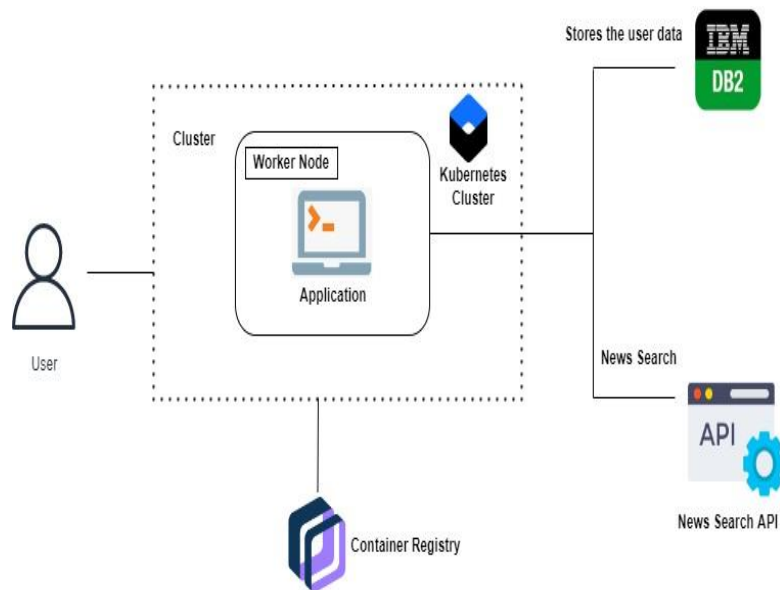 Stores the user data
IBM
DB2
Cluster
Worker Node
Kubernetes
Cluster
Application
User
News Search
API
News Search API
Container Registry